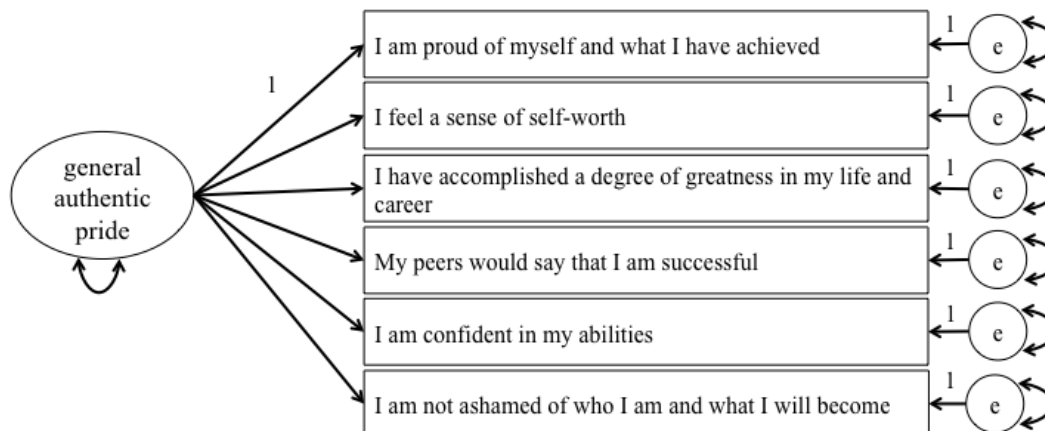 I am proud of myself and what I have achieved
1
e
1
I feel a sense of self-worth
1
e
general
authentic
pride
I have accomplished a degree of greatness in my life and
career
1
e
My peers would say that I am successful
1
e
I am confident in my abilities
1
e
I am not ashamed of who I am and what I will become
1
e